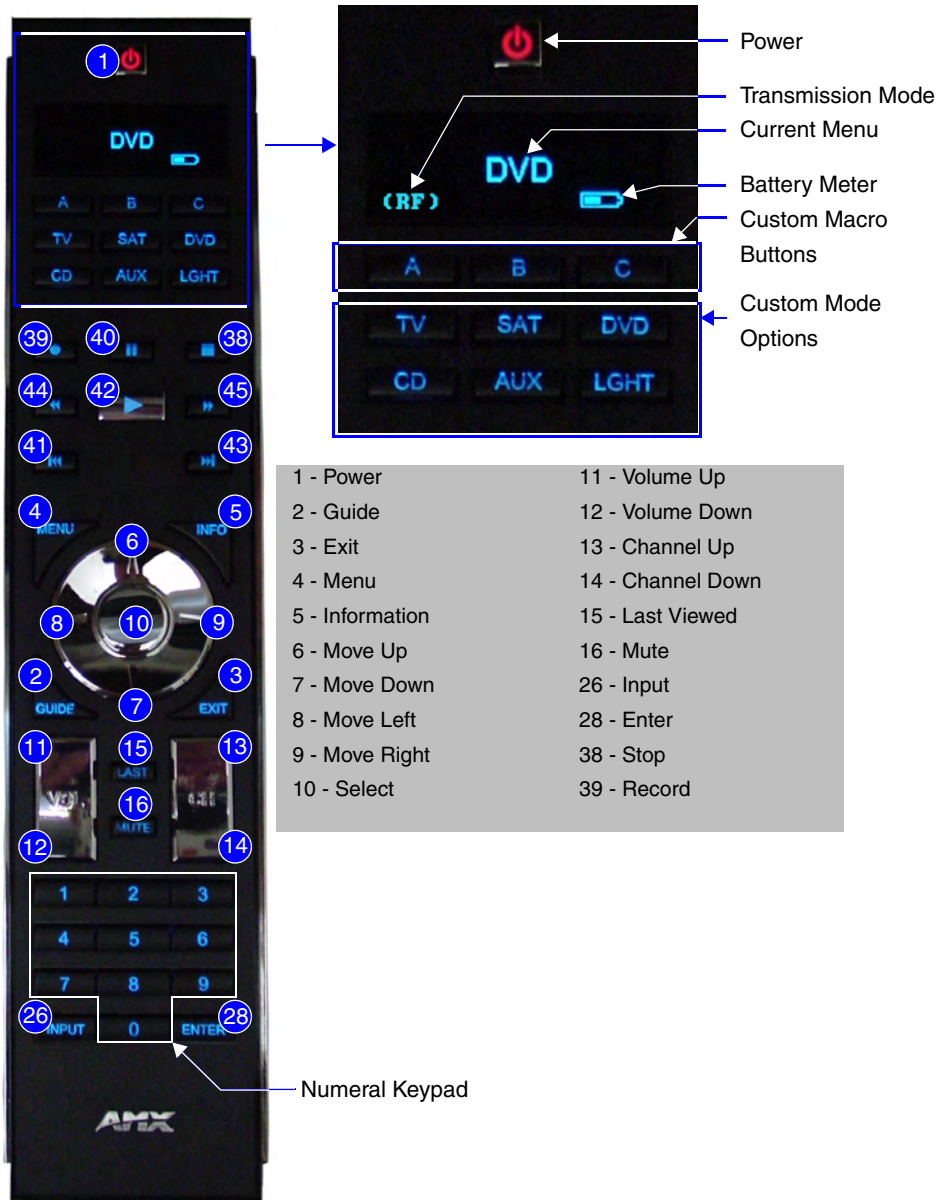 1
DVD
A B C
TV SAT DVD
CD AUX LGHT
39 40 38
44 42 45
41 43
4 5
MENU INFO
6
8 10 9
2 3
GUIDE 7 EXIT
11 15 13
LAST
VOL CH
16
MUTE
12 14
1 2 3
4 5 6
7 8 9
26 28
INPUT 0 ENTER
AMX
Power
Transmission Mode
Current Menu
DVD
(RF)
Battery Meter
Custom Macro
Buttons
A B C
Custom Mode
Options
TV SAT DVD
CD AUX LGHT
1 - Power
2 - Guide
3 - Exit
4 - Menu
5 - Information
6 - Move Up
7 - Move Down
8 - Move Left
9 - Move Right
10 - Select
11 - Volume Up
12 - Volume Down
13 - Channel Up
14 - Channel Down
15 - Last Viewed
16 - Mute
26 - Input
28 - Enter
38 - Stop
39 - Record
Numeral Keypad